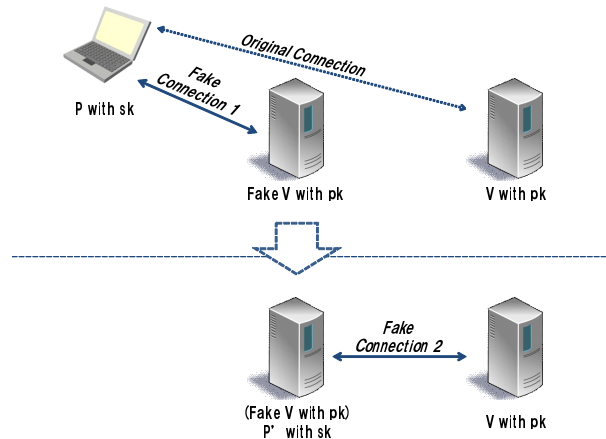 Original Connection
Fake
Connection 1
P with sk
Fake V with pk
V with pk
Fake
Connection 2
(Fake V with pk)
P' with sk
V with pk